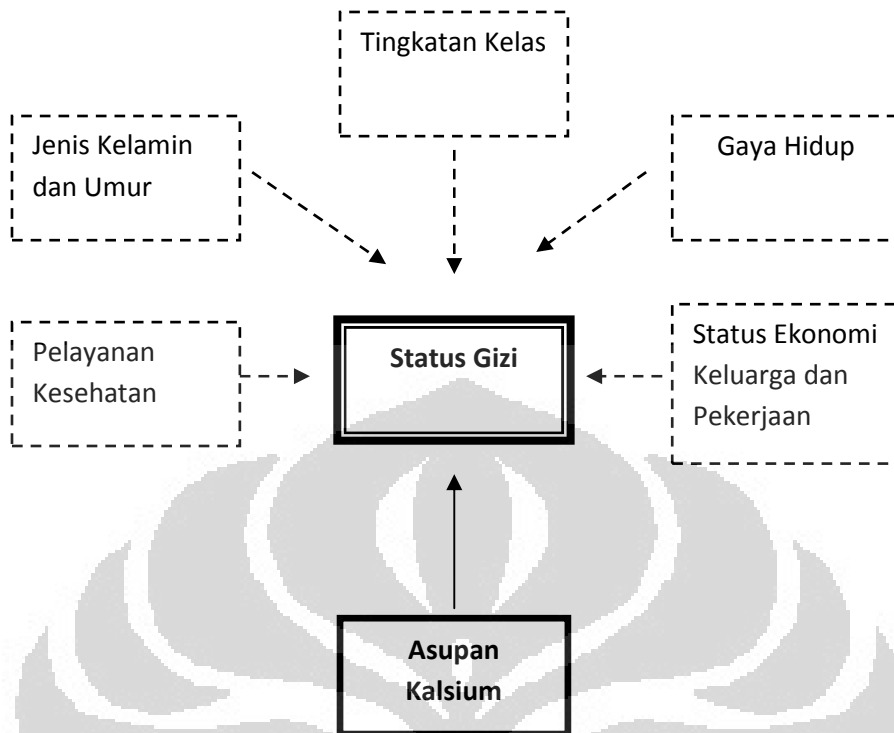 Tingkatan Kelas
Jenis Kelamin
dan Umur
Gaya Hidup
Pelayanan
Kesehatan
Status Gizi
Status Ekonomi
Keluarga dan
Pekerjaan
Asupan
Kalsium